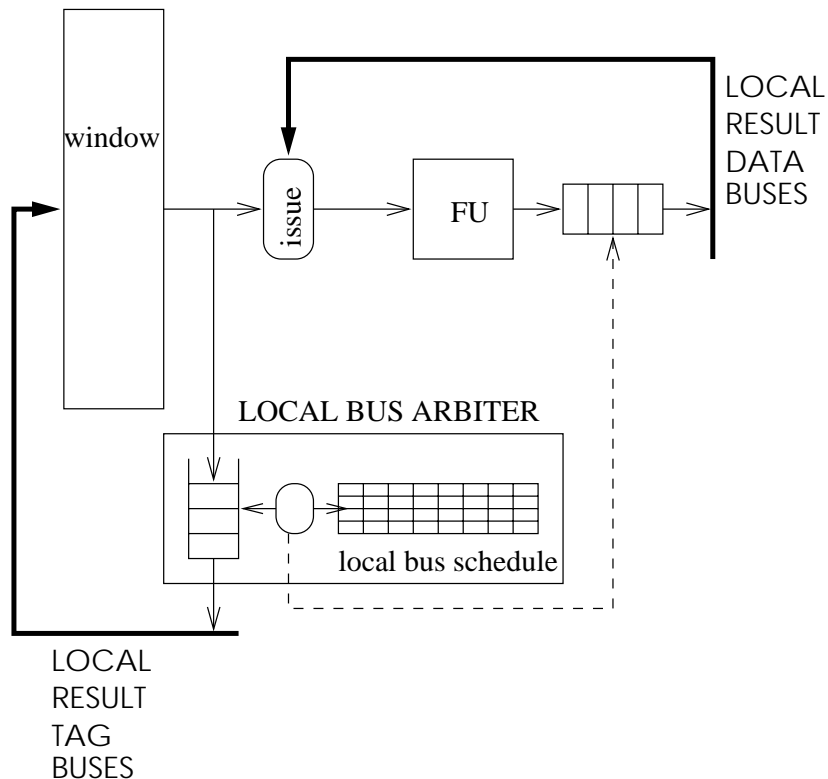 LOCAL
RESULT
DATA
BUSES
window
issue
FU
LOCAL BUS ARBITER
local bus schedule
LOCAL
RESULT
TAG
BUSES